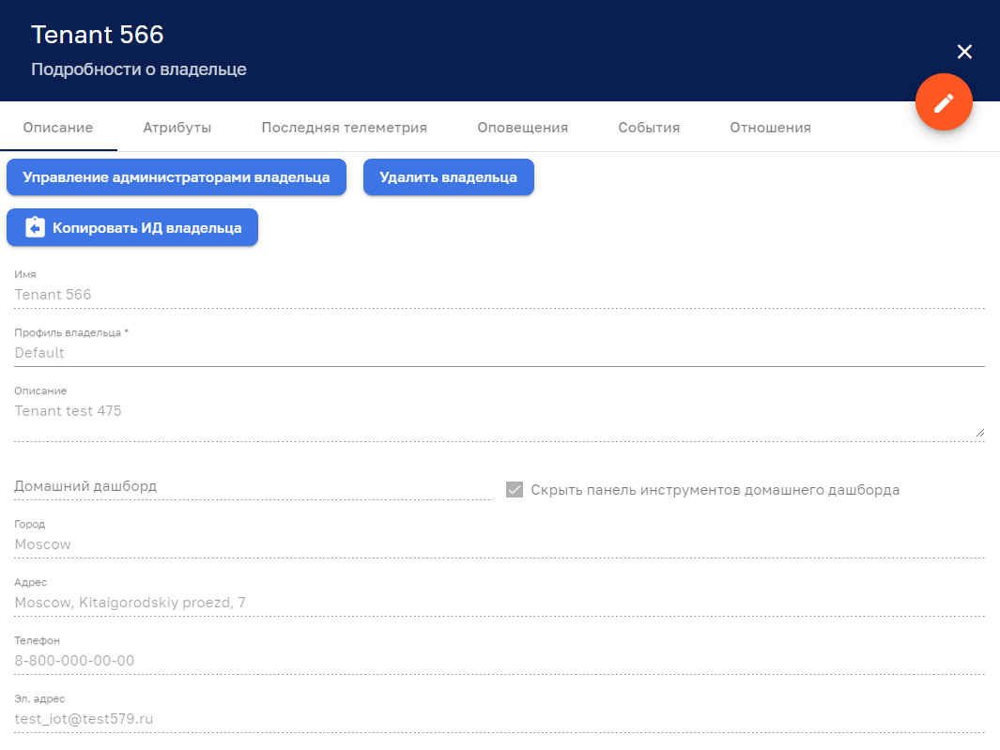 Tenant 566
Подробности о владельце
Описание Атрибуты Последняя телеметрия Оповещения События Отношения
Управление администраторами владельца Удалить владельца
Копировать ИД владельца
Имя
Tenant 566
Профиль владельца *
Default
Описание
Tenant test 475
Домашний дашборд Скрыть панель инструментов домашнего дашборда
Город
Moscow
Адрес
Moscow, Kitaigorodskiy proezd, 7
Телефон
8-800-000-00-00
Эл. адрес
test_iot@test579.ru